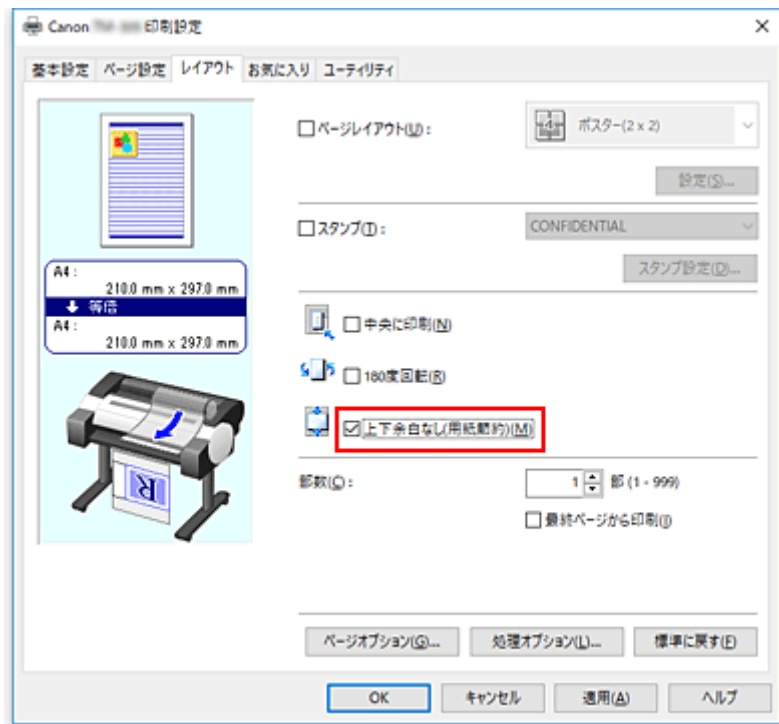 Canon 印刷設定
基本設定 ページ設定 レイアウト お気に入り ユーティリティ
ページレイアウト(U):
ポスター(2 x 2)
設定(S)...
スタンプ(T):
CONFIDENTIAL
スタンプ設定(D)...
A4 :
210.0 mm x 297.0 mm
等倍
A4 :
210.0 mm x 297.0 mm
中央に印刷(N)
180度回転(R)
上下余白なし(用紙節約)(M)
R
部数(C):
1 部 (1 - 999)
最終ページから印刷(I)
ページオプション(G)... 処理オプション(L)... 標準に戻す(F)
OK キャンセル 適用(A) ヘルプ